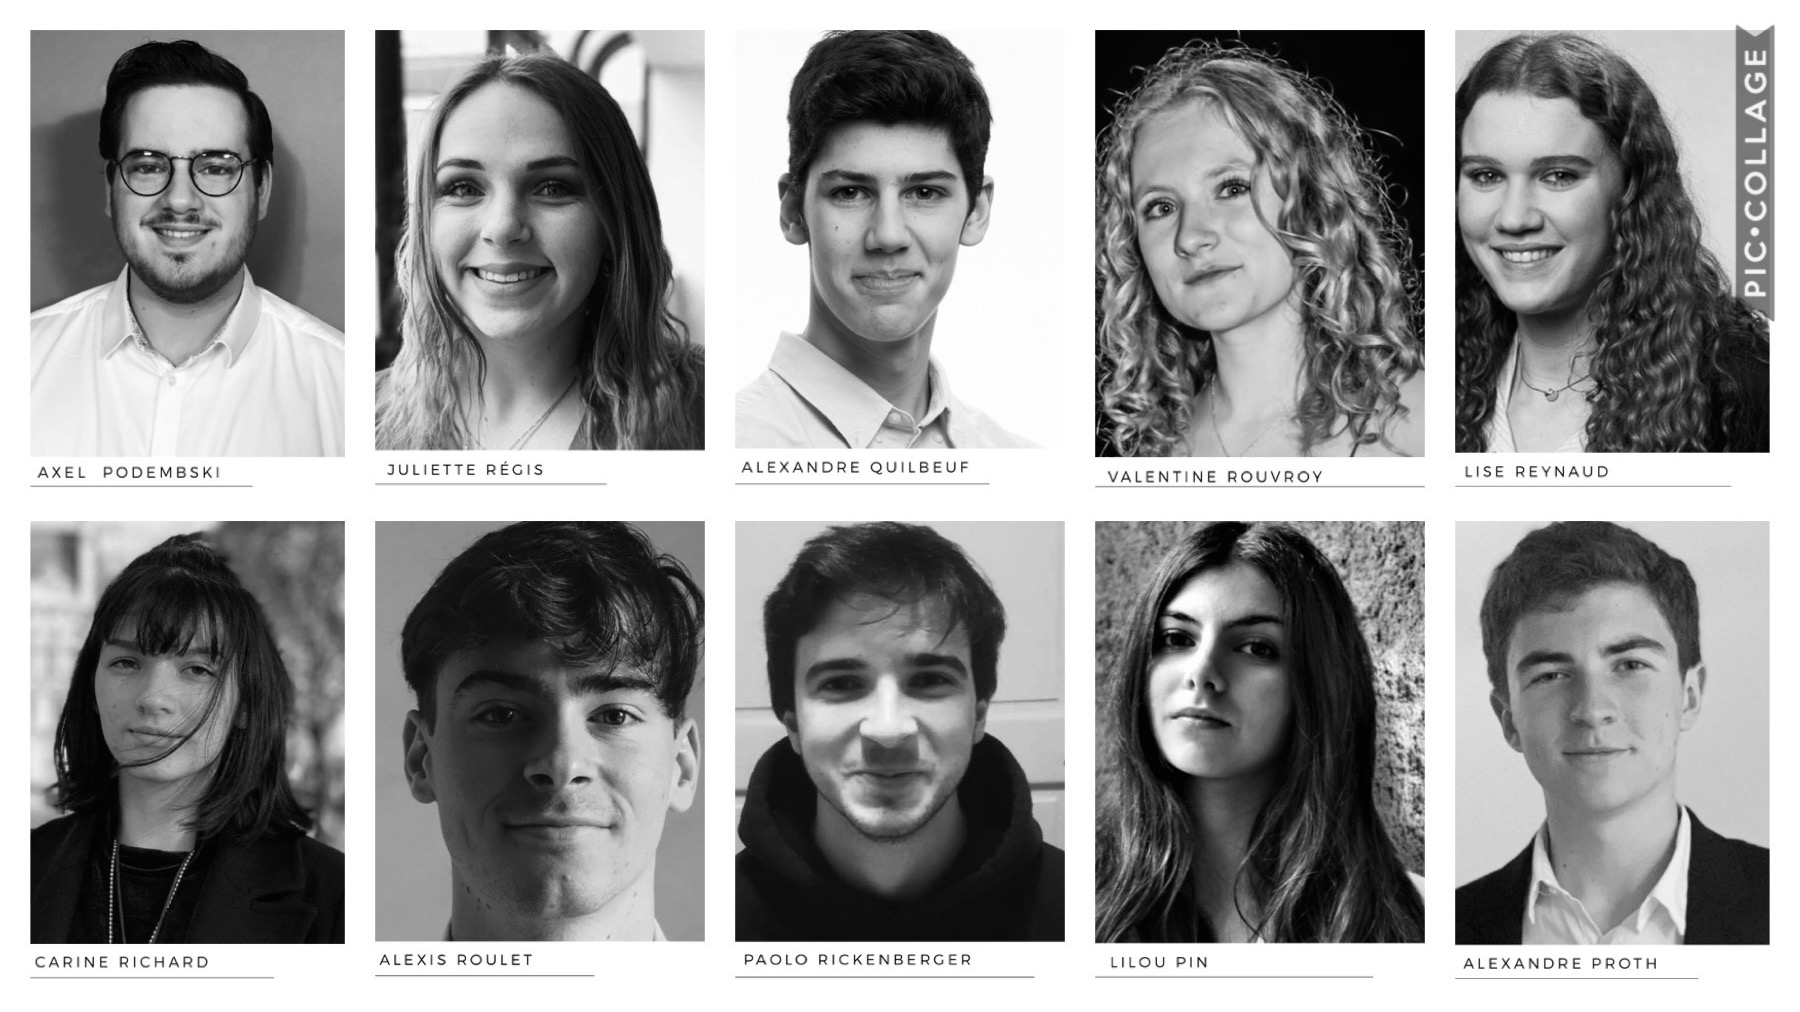 PIC•COLLAGE
AXEL PODEMBSKI
JULIETTE RÉGIS
ALEXANDRE QUILBEUF
VALENTINE ROUVROY
LISE REYNAUD
CARINE RICHARD
ALEXIS ROULET
PAOLO RICKENBERGER
LILOU PIN
ALEXANDRE PROTH